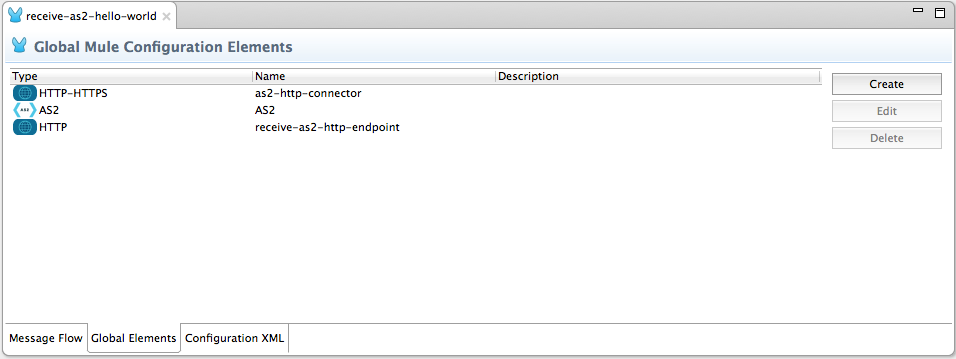 receive-as2-hello-world
Global Mule Configuration Elements
Type Name Description
HTTP-HTTPS as2-http-connector
AS2 AS2 AS2
HTTP receive-as2-http-endpoint
Create
Edit
Delete
Message Flow Global Elements Configuration XML